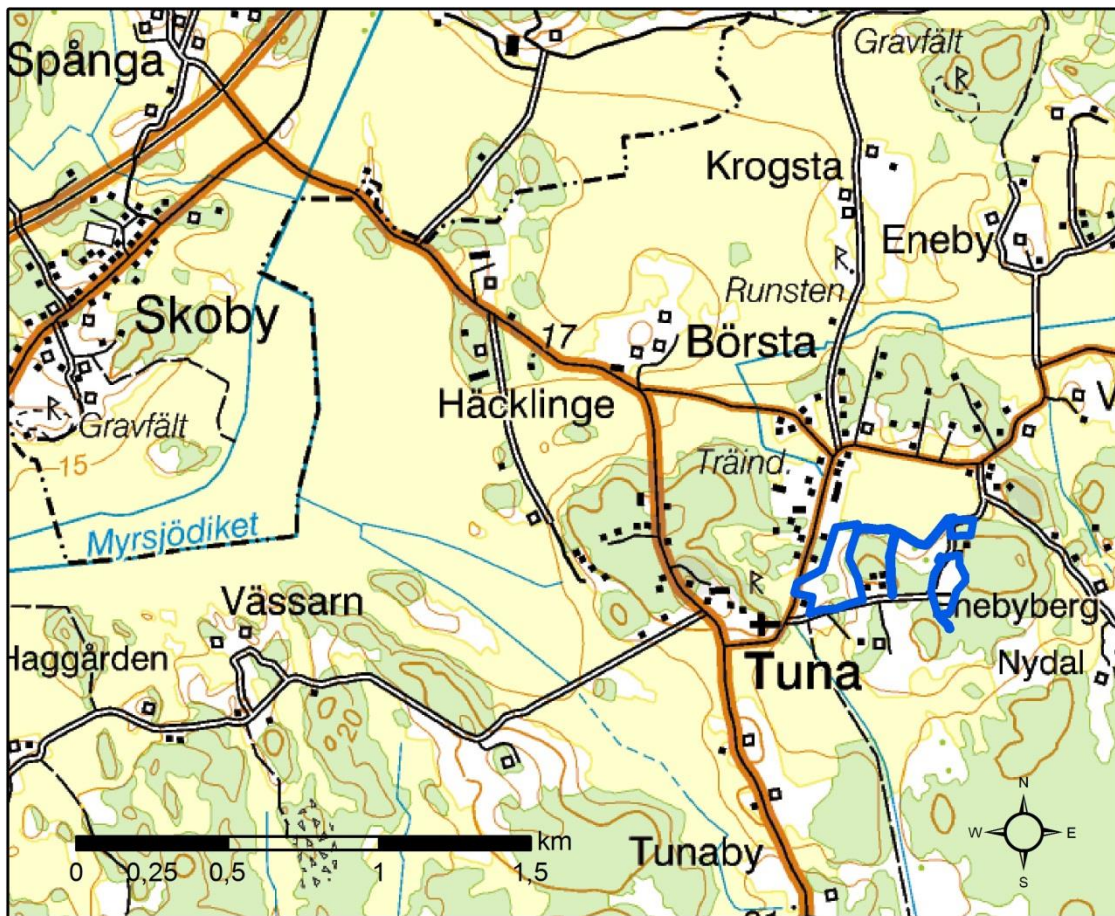 Spånga
Gravfält
R
Krogsta
Eneby
R.
Runsten
Skoby
17
Börsta
Häcklinge
R.
Gravfält
15
Träind.
V
Myrsjödiket
R
Vässarn
nebyberg
Haggården
Tuna
Nydal
20
N
W
E
S
km
0
0,25
0,5
1
1,5
Tunaby